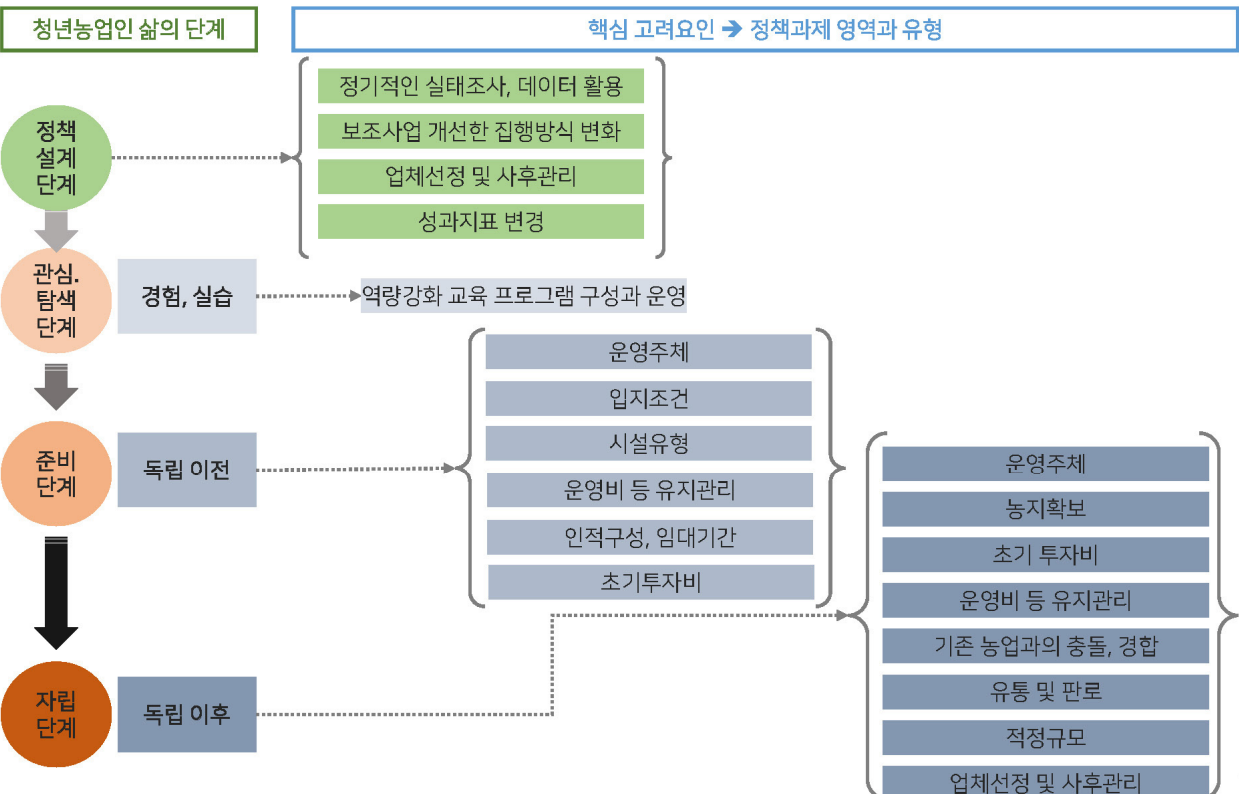 청년농업인 삶의 단계
핵심 고려요인 ➔ 정책과제 영역과 유형
정책
설계
단계
정기적인 실태조사, 데이터 활용
보조사업 개선한 집행방식 변화
업체선정 및 사후관리
성과지표 변경
관심.
탐색
단계
경험, 실습
역량강화 교육 프로그램 구성과 운영
준비
단계
독립 이전
운영주체
입지조건
시설유형
운영비 등 유지관리
인적구성, 임대기간
초기투자비
자립
단계
독립 이후
운영주체
농지확보
초기 투자비
운영비 등 유지관리
기존 농업과의 충돌, 경합
유통 및 판로
적정규모
업체선정 및 사후관리